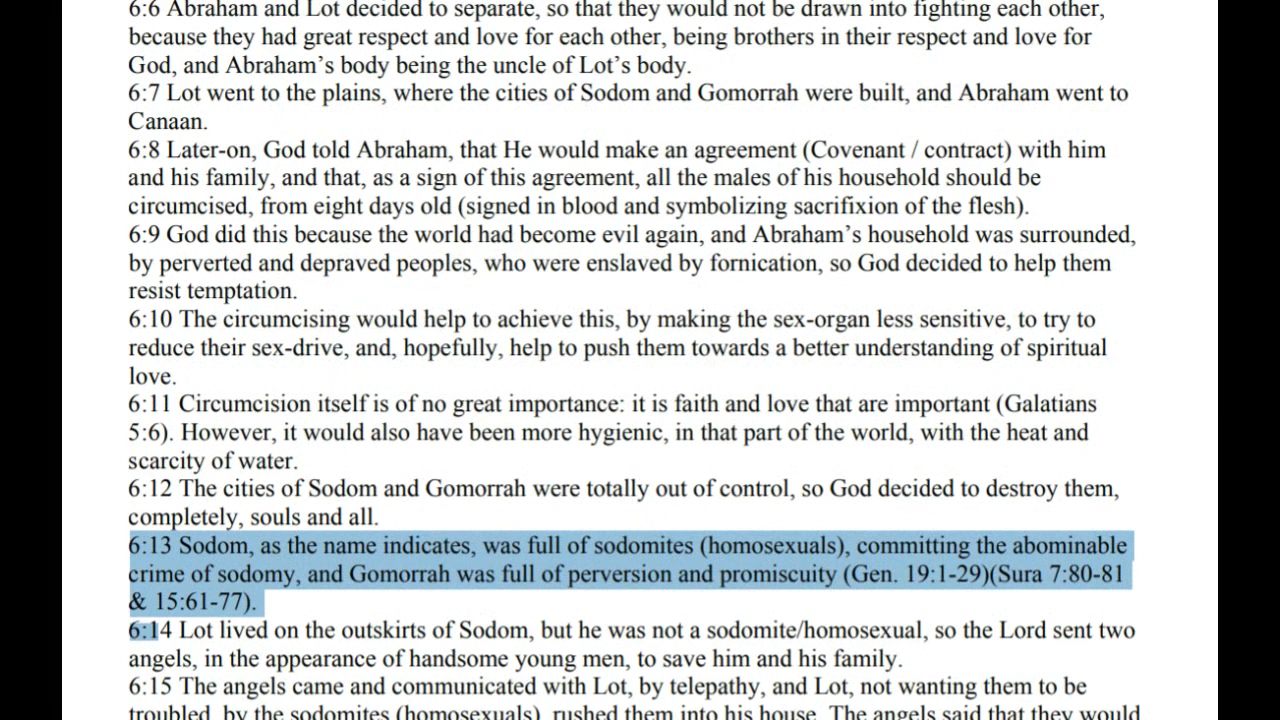 6:6 Abraham and Lot decided to separate, so that they would not be drawn into fighting each other,
because they had great respect and love for each other, being brothers in their respect and love for
God, and Abraham's body being the uncle of Lot's body.
6:7 Lot went to the plains, where the cities of Sodom and Gomorrah were built, and Abraham went to
Canaan.
6:8 Later-on, God told Abraham, that He would make an agreement (Covenant / contract) with him
and his family, and that, as a sign of this agreement, all the males of his household should be
circumcised, from eight days old (signed in blood and symbolizing sacrifixion of the flesh).
6:9 God did this because the world had become evil again, and Abraham's household was surrounded,
by perverted and depraved peoples, who were enslaved by fornication, so God decided to help them
resist temptation.
6:10 The circumcising would help to achieve this, by making the sex-organ less sensitive, to try to
reduce their sex-drive, and, hopefully, help to push them towards a better understanding of spiritual
love.
6:11 Circumcision itself is of no great importance: it is faith and love that are important (Galatians
5:6). However, it would also have been more hygienic, in that part of the world, with the heat and
scarcity of water.
6:12 The cities of Sodom and Gomorrah were totally out of control, so God decided to destroy them,
completely, souls and all.
6:13 Sodom, as the name indicates, was full of sodomites (homosexuals), committing the abominable
crime of sodomy, and Gomorrah was full of perversion and promiscuity (Gen. 19:1-29)(Sura 7:80-81
& 15:61-77).
6:14 Lot lived on the outskirts of Sodom, but he was not a sodomite/homosexual, so the Lord sent two
angels, in the appearance of handsome young men, to save him and his family.
6:15 The angels came and communicated with Lot, by telepathy, and Lot, not wanting them to be
troubled, by the sodomites (homosexuals), rushed them into his house. The angels said that they would